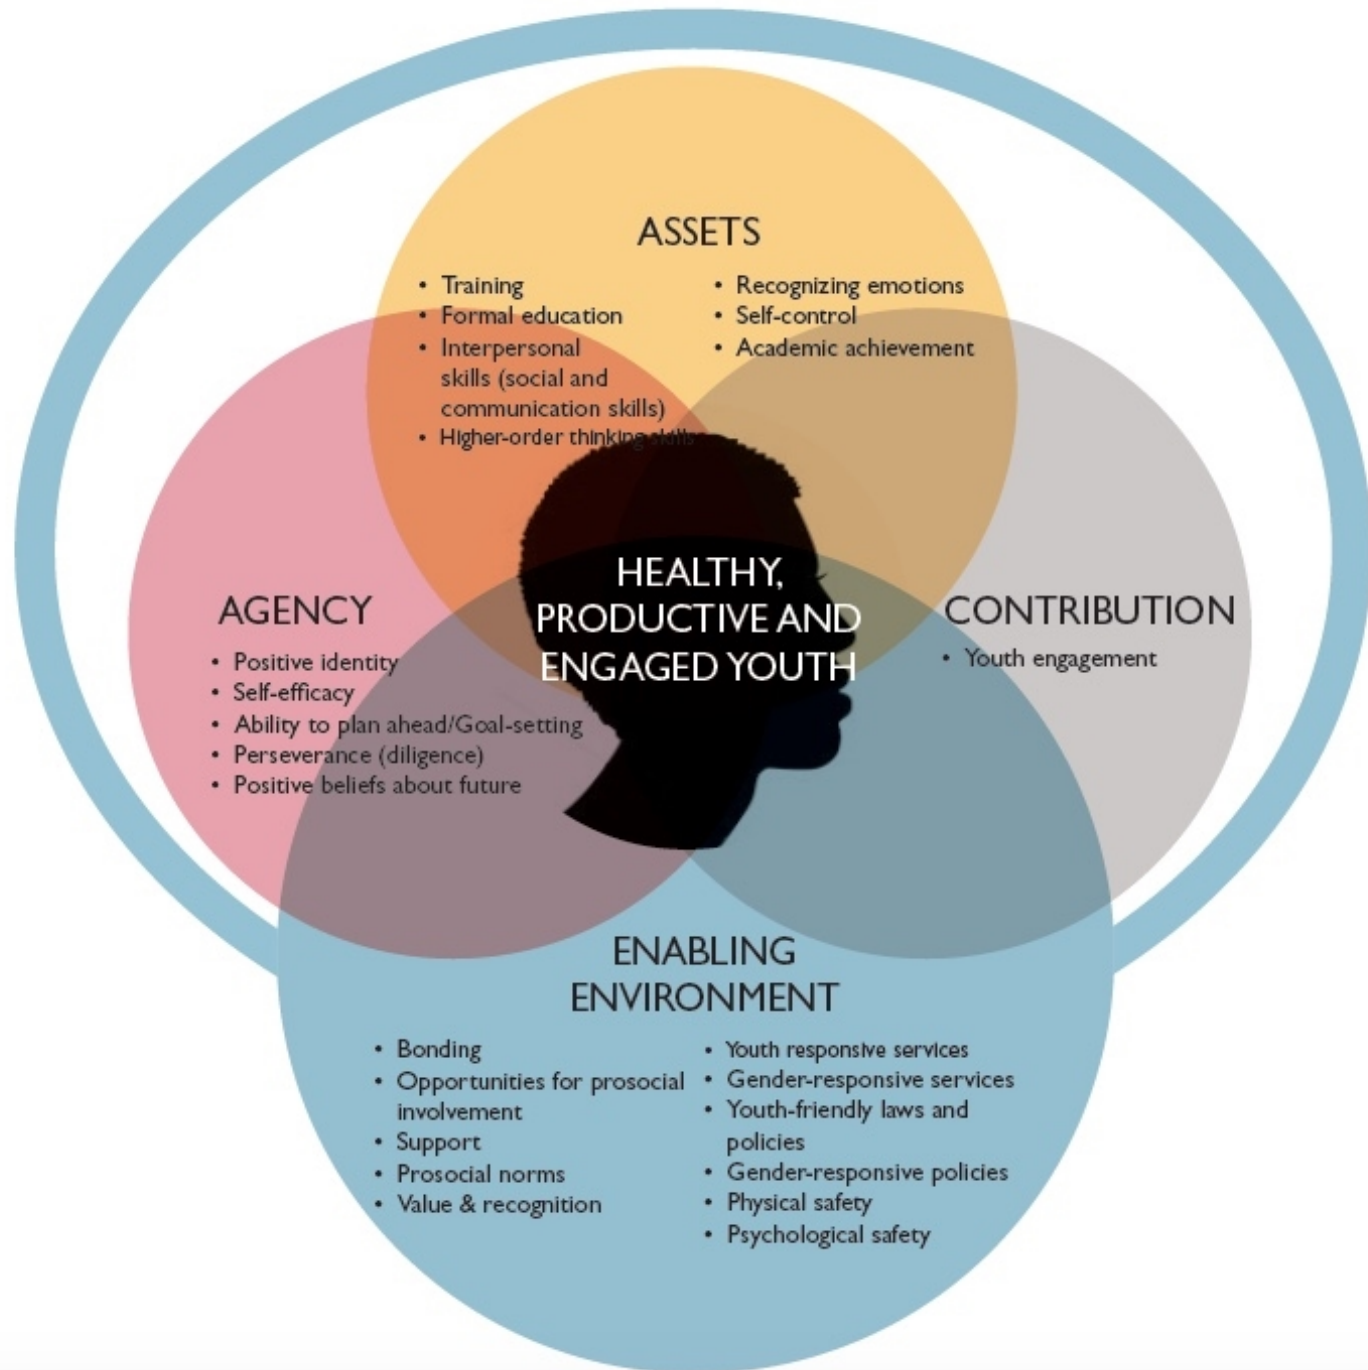 ASSETS
• Training
• Formal education
• Interpersonal
skills (social and
communication skills)
• Higher-order thinking skills
• Recognizing emotions
• Self-control
• Academic achievement
HEALTHY,
PRODUCTIVE AND
ENGAGED YOUTH
AGENCY
• Positive identity
• Self-efficacy
• Ability to plan ahead/Goal-setting
• Perseverance (diligence)
• Positive beliefs about future
CONTRIBUTION
• Youth engagement
ENABLING
ENVIRONMENT
• Bonding
• Opportunities for prosocial
involvement
• Support
• Prosocial norms
• Value & recognition
• Youth responsive services
• Gender-responsive services
• Youth-friendly laws and
policies
• Gender-responsive policies
• Physical safety
• Psychological safety